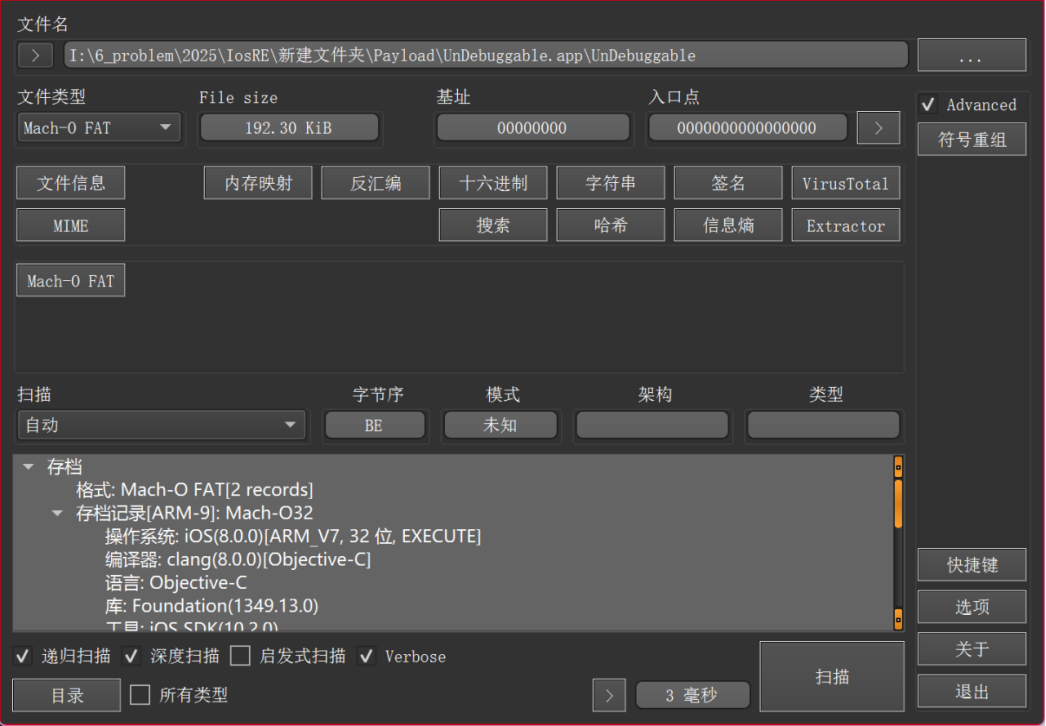 文件名
> I:\6_problem\2025\IosRE\新建文件夹\Payload\UnDebuggable.app\UnDebuggable ...
文件类型 File size 基址 入口点 Advanced
Mach-O FAT 192.30 KiB 00000000 0000000000000000 > 符号重组
文件信息 内存映射 反汇编 十六进制 字符串 签名 VirusTotal
MIME 搜索 哈希 信息熵 Extractor
Mach-O FAT
扫描 字节序 模式 架构 类型
自动 BE 未知
存档
格式: Mach-O FAT[2 records]
存档记录[ARM-9]: Mach-O32
操作系统: iOS(8.0.0)[ARM_V7, 32 位, EXECUTE]
编译器: clang(8.0.0)[Objective-C]
语言: Objective-C
库: Foundation(1349.13.0)
工具: iOS SDK(10.2.0)
快捷键
选项
关于
退出
递归扫描 深度扫描 启发式扫描 Verbose
扫描
目录 所有类型 > 3 毫秒